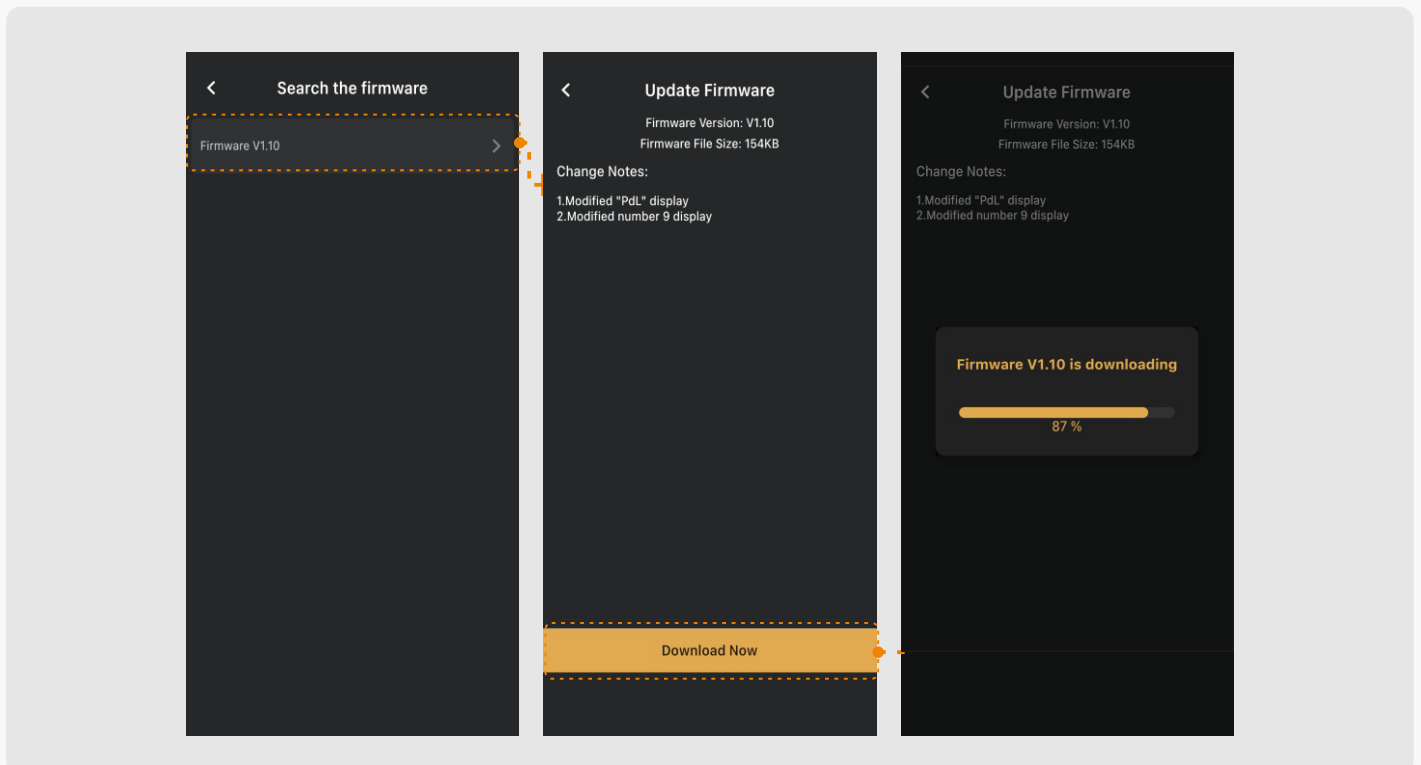 Search the firmware
Firmware V1.10
Update Firmware
Firmware Version: V1.10
Firmware File Size: 154KB
Change Notes:
1.Modified "PdL" display
2.Modified number 9 display
Download Now
Update Firmware
Firmware Version: V1.10
Firmware File Size: 154KB
Change Notes:
1.Modified "PdL" display
2.Modified number 9 display
Firmware V1.10 is downloading
87 %